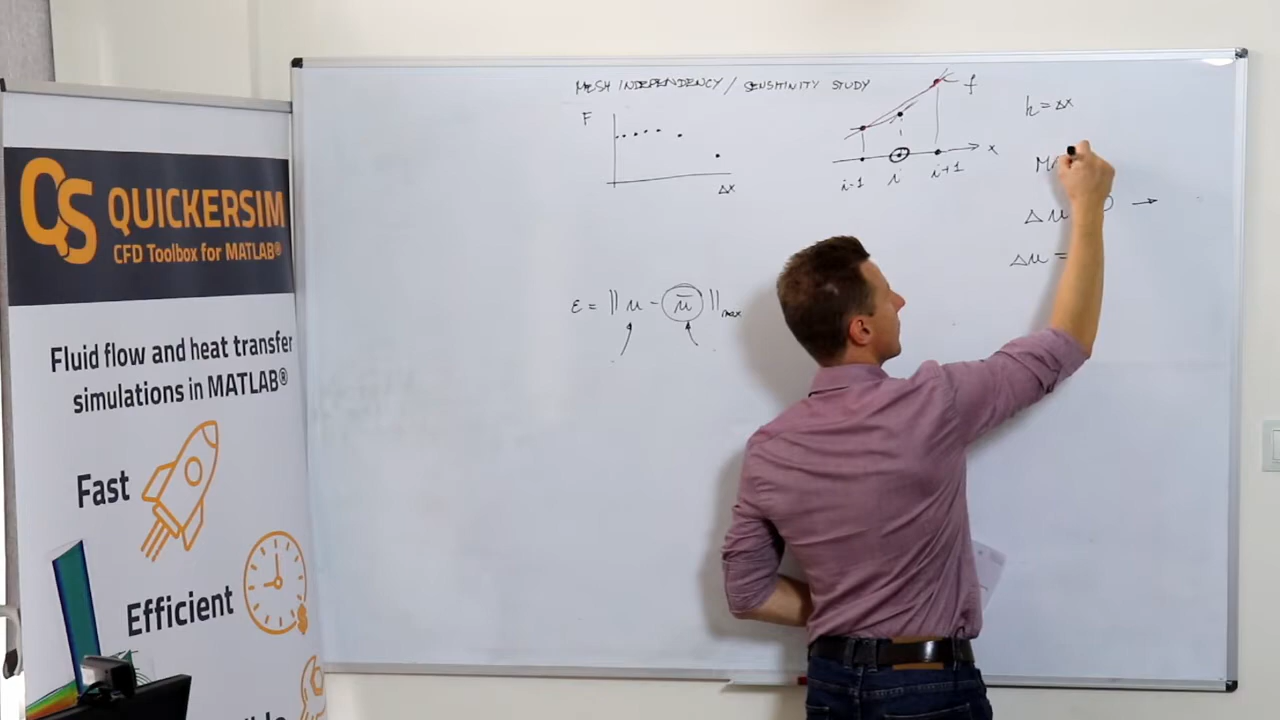 QS QUICKERSIM
CFD Toolbox for MATLAB®
Fluid flow and heat transfer
simulations in MATLAB®
Fast
Efficient
MESH INDEPENDENCY / SENSITINITY STUDY
F
Δx
f
x
i-1 i i+1
h = Δx
Δu
→
Δu =
ε = || u - ū ||max